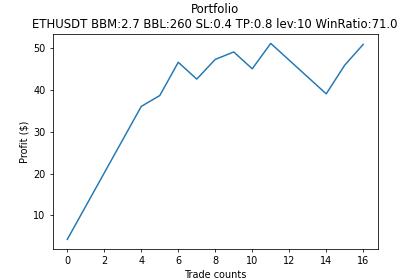 Portfolio
ETHUSDT BBM:2.7 BBL:260 SL:0.4 TP:0.8 lev:10 WinRatio:71.0
50
40
30
20
10
Profit ($)
0 2 4 6 8 10 12 14 16
Trade counts